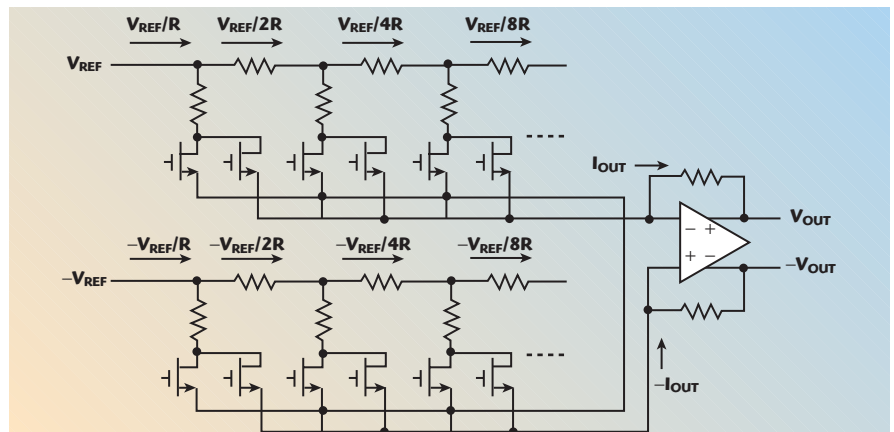 VREF/R VREF/2R VREF/4R VREF/8R
VREF
IOUT
VOUT
–VREF/R –VREF/2R –VREF/4R –VREF/8R
–VREF
– +
+ –
–VOUT
–IOUT